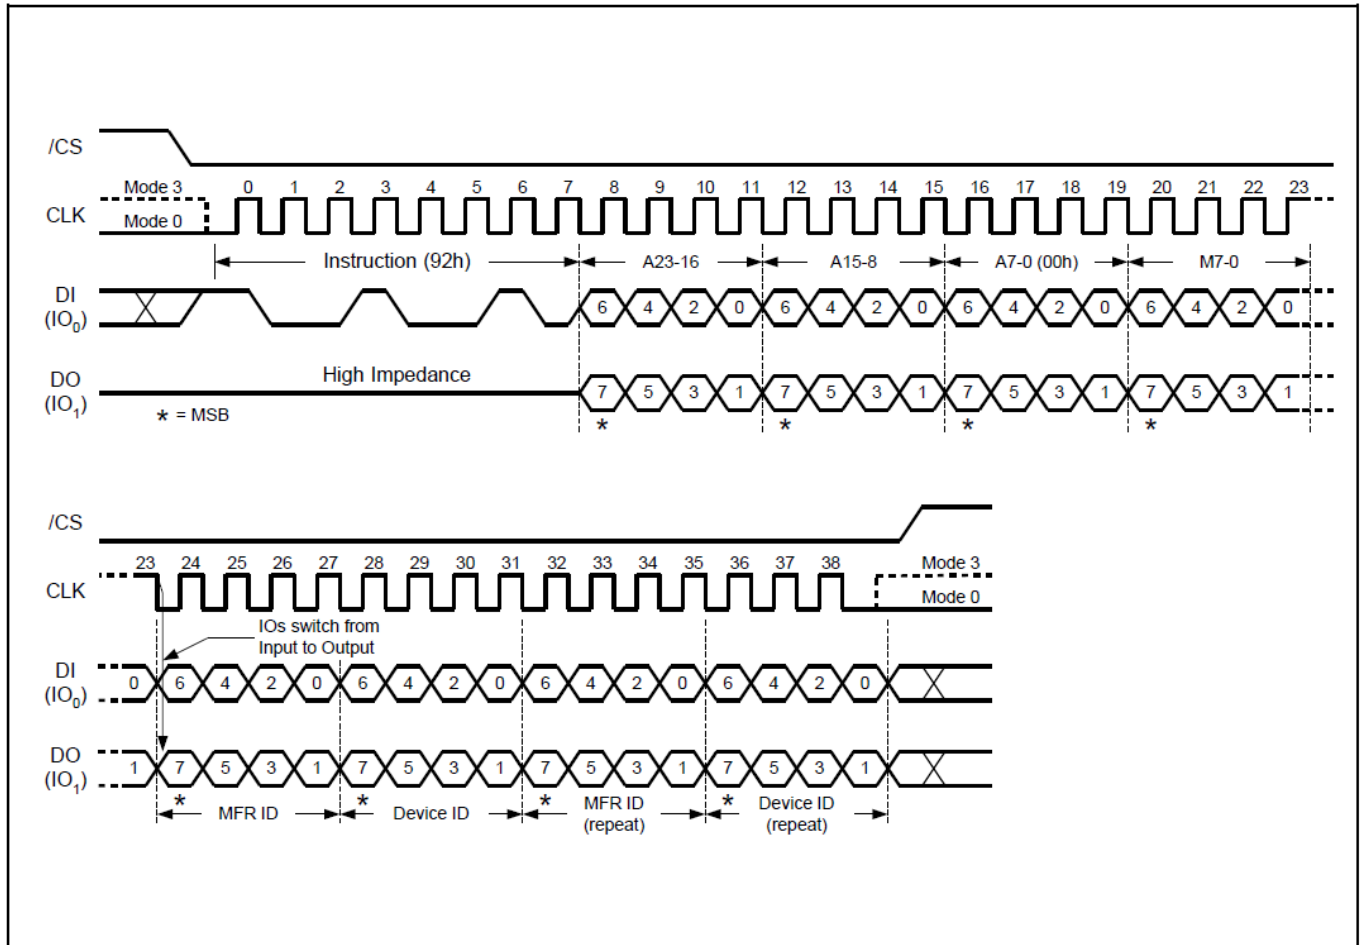 /CS
Mode 3 0 1 2 3 4 5 6 7 8 9 10 11 12 13 14 15 16 17 18 19 20 21 22 23
CLK
Mode 0
Instruction (92h) A23-16 A15-8 A7-0 (00h) M7-0
DI
(IO0) 6 4 2 0 6 4 2 0 6 4 2 0 6 4 2 0
High Impedance
DO
(IO1) 7 5 3 1 7 5 3 1 7 5 3 1 7 5 3 1
* = MSB * * * *
/CS
23 24 25 26 27 28 29 30 31 32 33 34 35 36 37 38 Mode 3
CLK
Mode 0
IOs switch from
Input to Output
DI
(IO0) 0 6 4 2 0 6 4 2 0 6 4 2 0 6 4 2 0
DO
(IO1) 1 7 5 3 1 7 5 3 1 7 5 3 1 7 5 3 1
* * * *
MFR ID Device ID MFR ID
(repeat) Device ID
(repeat)